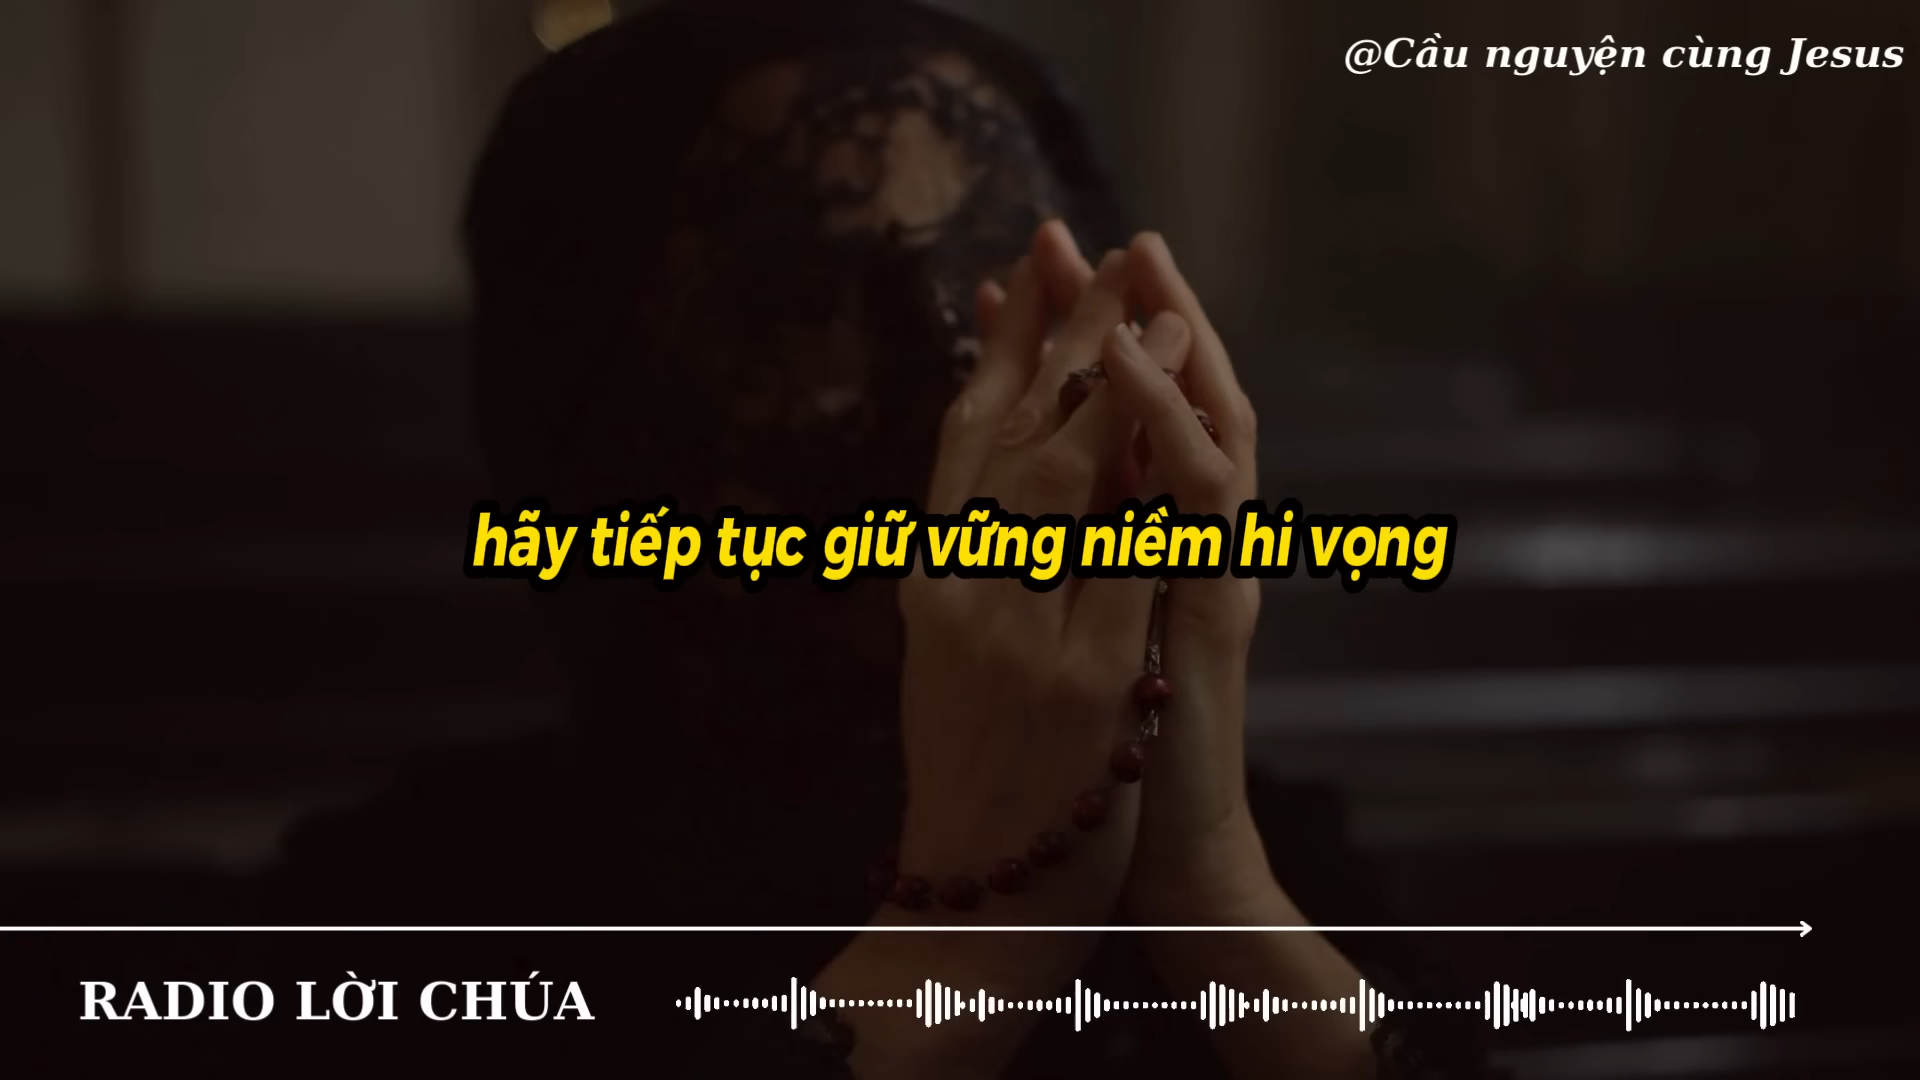 @Cầu nguyện cùng Jesus
hãy tiếp tục giữ vững niềm hi vọng
RADIO LỜI CHÚA